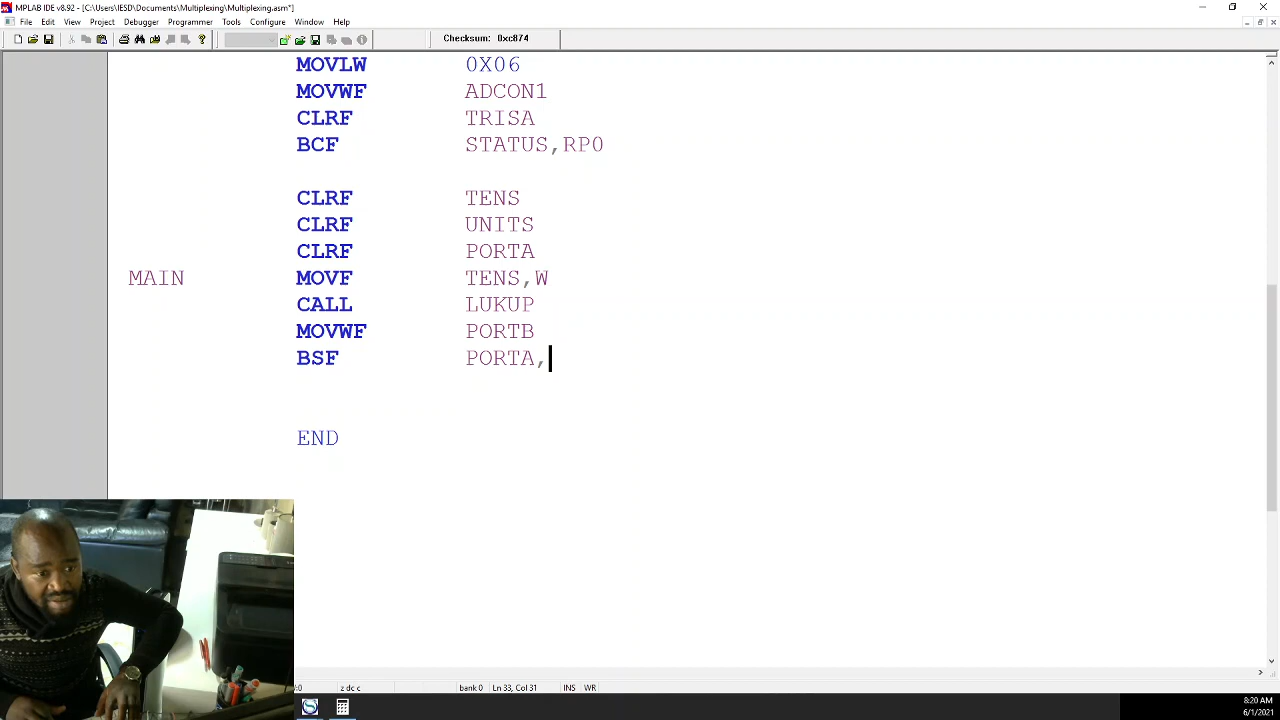 MPLAB IDE v8.92 - [C:\Users\IESD\Documents\Multiplexing\Multiplexing.asm*]
File Edit View Project Debugger Programmer Tools Configure Window Help
Checksum: 0xc874
MOVLW 0X06
MOVWF ADCON1
CLRF TRISA
BCF STATUS,RP0
CLRF TENS
CLRF UNITS
CLRF PORTA
MAIN MOVF TENS,W
CALL LUKUP
MOVWF PORTB
BSF PORTA,
END
:0 z dc c bank 0 Ln 33, Col 31 INS WR
8:20 AM
6/1/2021